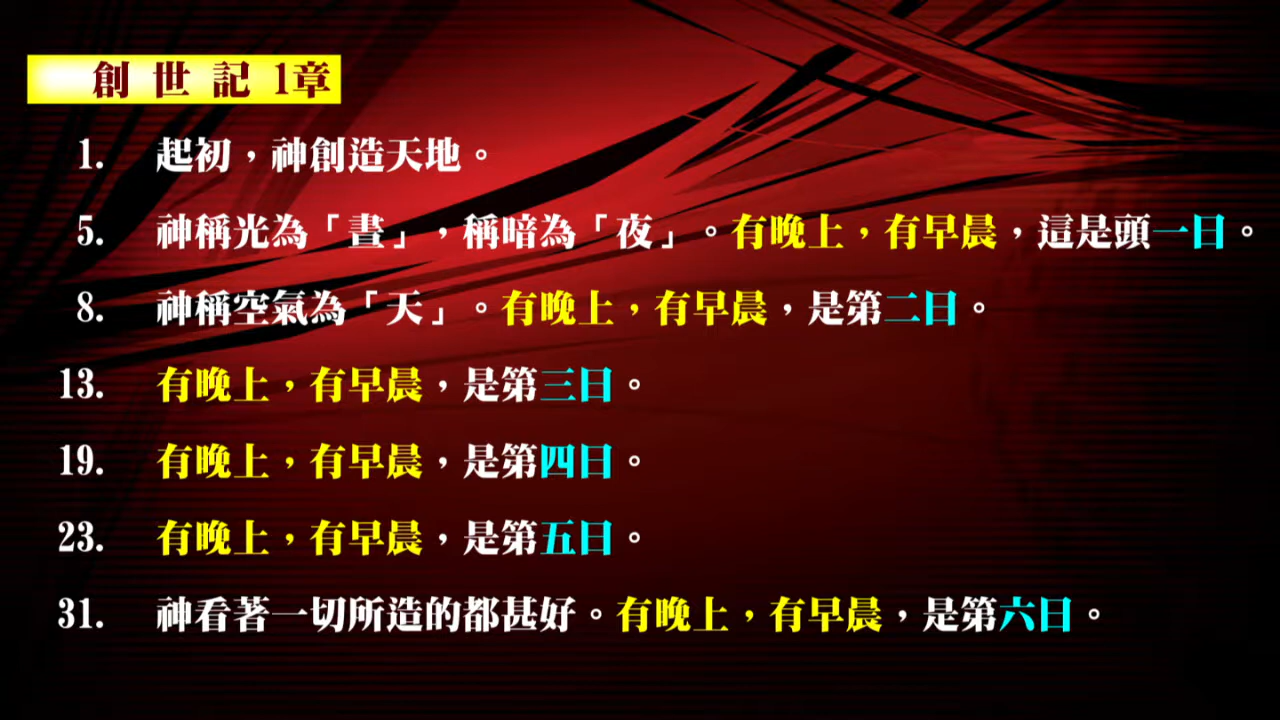 創世記 1章
1. 起初，神創造天地。
5. 神稱光為「晝」，稱暗為「夜」。有晚上，有早晨，這是頭一日。
8. 神稱空氣為「天」。有晚上，有早晨，是第二日。
13. 有晚上，有早晨，是第三日。
19. 有晚上，有早晨，是第四日。
23. 有晚上，有早晨，是第五日。
31. 神看著一切所造的都甚好。有晚上，有早晨，是第六日。